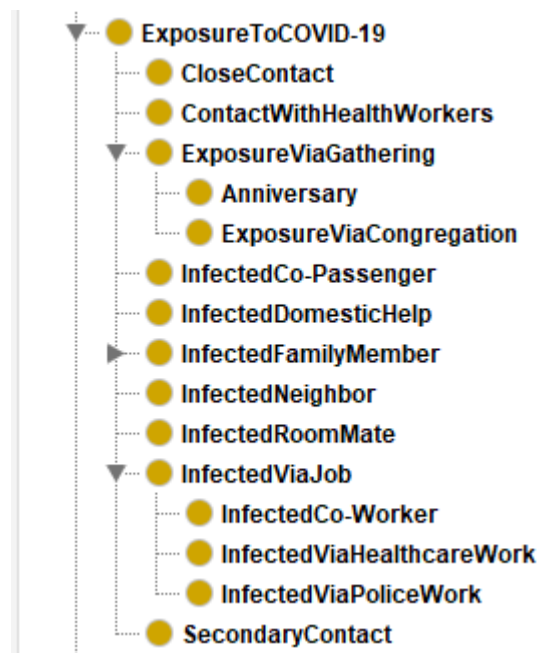 ExposureToCOVID-19
CloseContact
ContactWithHealthWorkers
ExposureViaGathering
Anniversary
ExposureViaCongregation
InfectedCo-Passenger
InfectedDomesticHelp
InfectedFamilyMember
InfectedNeighbor
InfectedRoomMate
InfectedViaJob
InfectedCo-Worker
InfectedViaHealthcareWork
InfectedViaPoliceWork
SecondaryContact